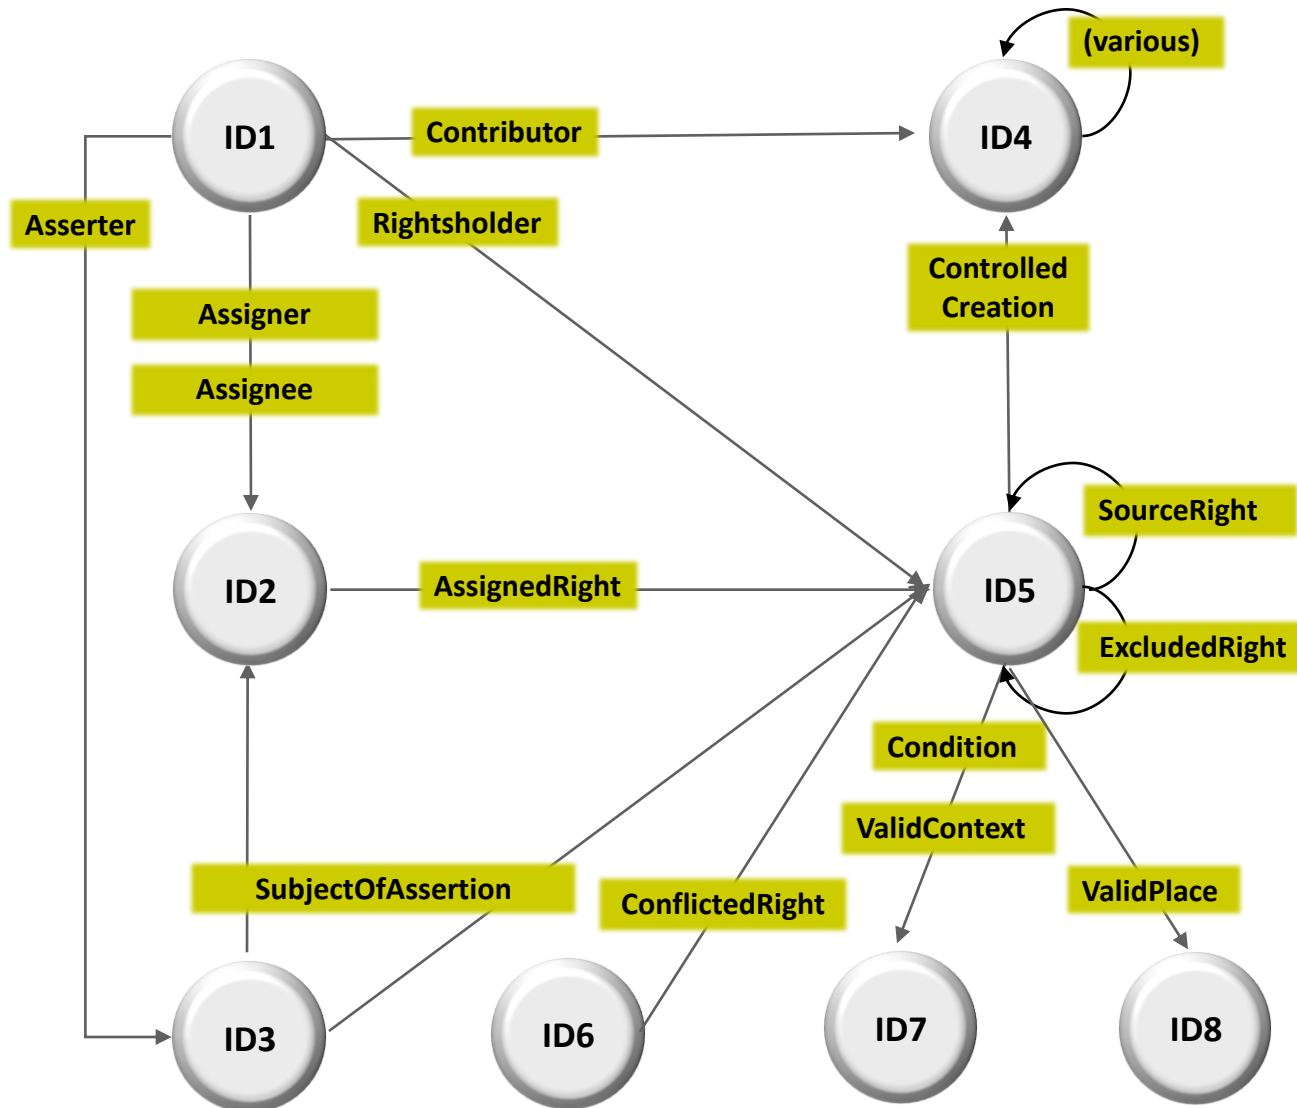 (various)
ID1
Contributor
ID4
Asserter
Rightsholder
Controlled
Creation
Assigner
Assignee
SourceRight
ID2
AssignedRight
ID5
ExcludedRight
Condition
ValidContext
SubjectOfAssertion
ConflictedRight
ValidPlace
ID3
ID6
ID7
ID8